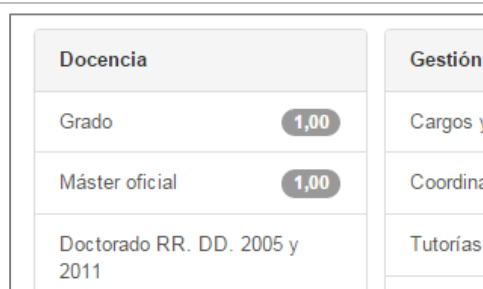 Docencia
Grado 1,00
Máster oficial 1,00
Doctorado RR. DD. 2005 y
2011
Gestión
Cargos y
Coordina
Tutorías